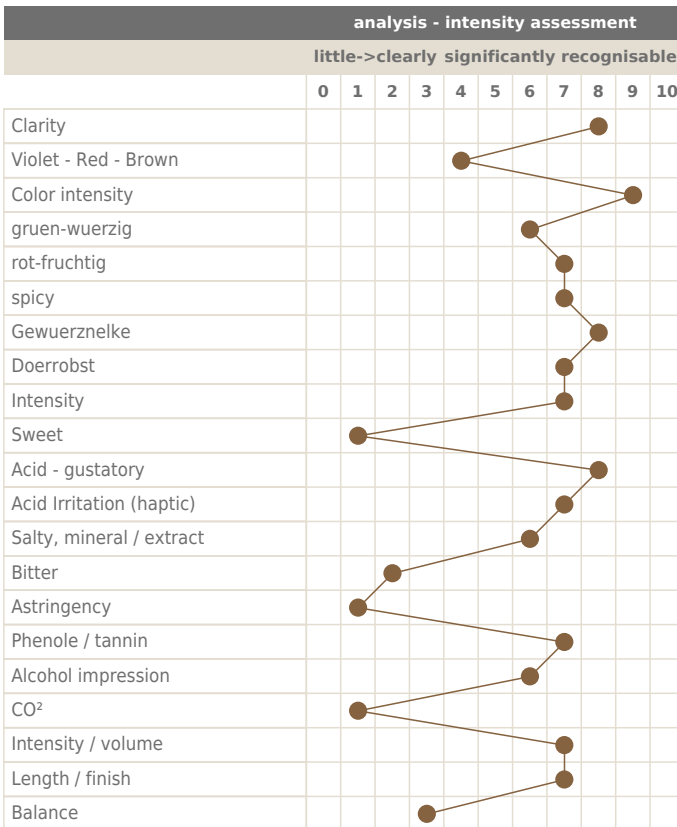 analysis - intensity assessment
little->clearly significantly recognisable
0 1 2 3 4 5 6 7 8 9 10
Clarity
Violet - Red - Brown
Color intensity
gruen-wuerzig
rot-fruchtig
spicy
Gewuerznelke
Doerrobst
Intensity
Sweet
Acid - gustatory
Acid Irritation (haptic)
Salty, mineral / extract
Bitter
Astringency
Phenole / tannin
Alcohol impression
CO²
Intensity / volume
Length / finish
Balance